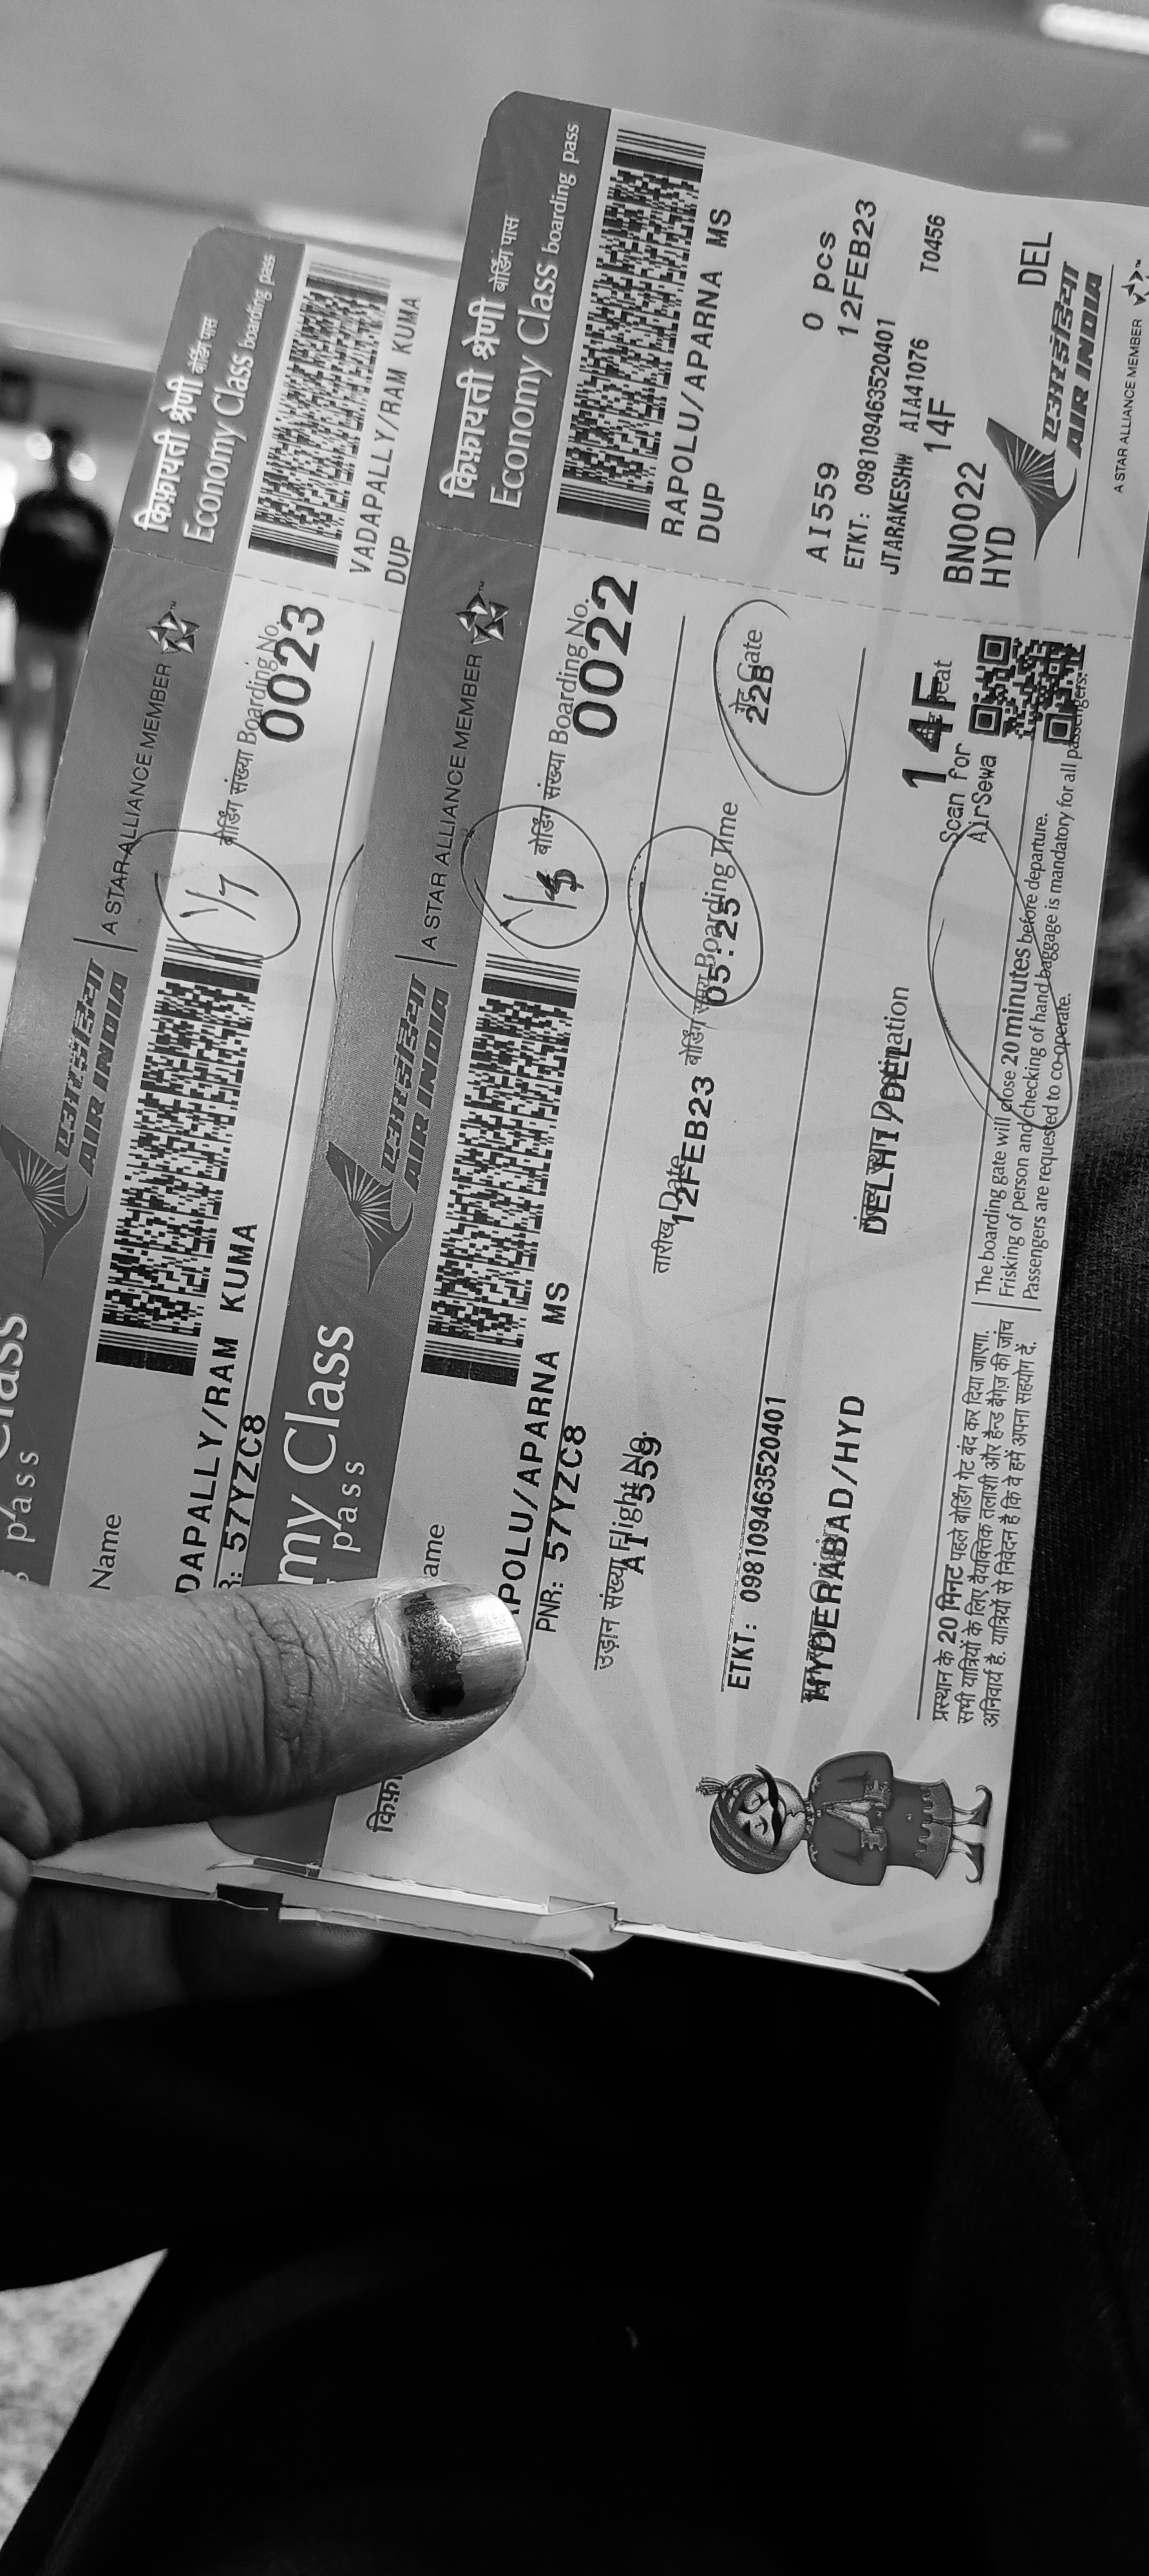 Class
pass
एअर इंडिया
AIR INDIA
A STAR ALLIANCE MEMBER
किफ़ायती श्रेणी बोर्डिंग पास
Economy Class boarding pass
Name
DAPALLY/RAM KUMA
R: 57YZC8
1/7
बोर्डिंग संख्या Boarding No.
0023
VADAPALLY/RAM KUMA
DUP
my Class
pass
एअर इंडिया
AIR INDIA
A STAR ALLIANCE MEMBER
किफ़ायती श्रेणी बोर्डिंग पास
Economy Class boarding pass
ame
POLU/APARNA MS
PNR: 57YZC8
बोर्डिंग संख्या Boarding No.
0022
उड़ान संख्या Flight No.
AI 559
तारीख Date
12FEB23
बोर्डिंग समय Boarding Time
05:25
गेट Gate
22B
ETKT: 098109463520401
HYDERABAD/HYD
Destination
DELHI/DEL
Seat
14F
Scan for
AirSewa
प्रस्थान के 20 मिनट पहले बोर्डिंग गेट बंद कर दिया जाएगा.
सभी यात्रियों के लिए वैयक्तिक तलाशी और हैन्ड बैगेज़ की जांच
अनिवार्य है. यात्रियों से निवेदन है कि वे हमें अपना सहयोग दें.
The boarding gate will close 20 minutes before departure.
Frisking of person and checking of hand baggage is mandatory for all passengers.
Passengers are requested to co-operate.
RAPOLU/APARNA MS
DUP
AI559 0 pcs
12FEB23
ETKT: 098109463520401
JTARAKESHW AIA41076 T0456
BN0022 14F
HYD DEL
एअर इंडिया
AIR INDIA
A STAR ALLIANCE MEMBER
किफ़ा